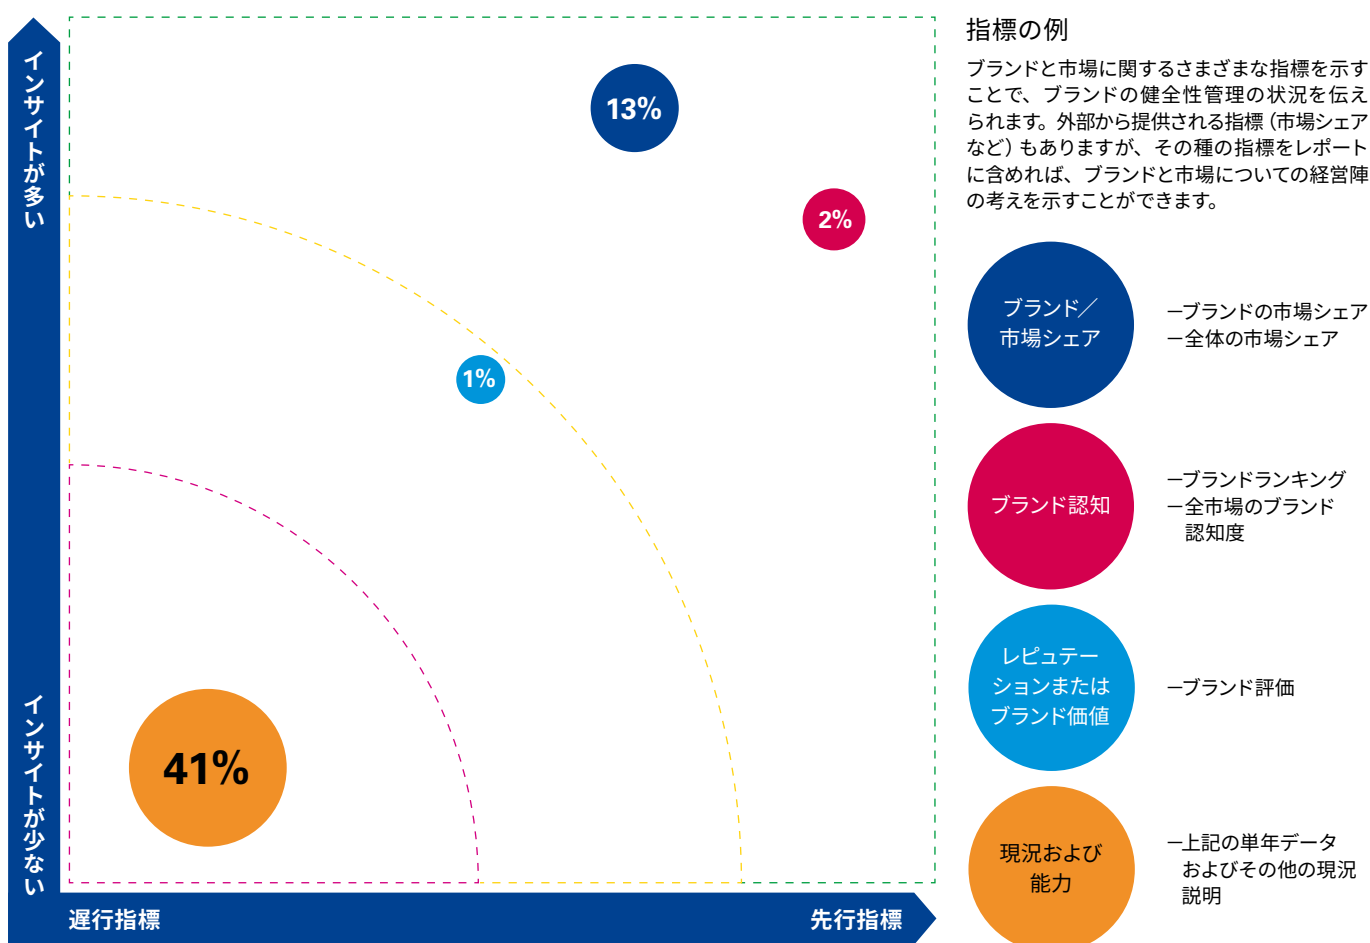 インサイトが多い
インサイトが少ない
13%
2%
1%
41%
遅行指標
先行指標
指標の例
ブランドと市場に関するさまざまな指標を示す
ことで、ブランドの健全性管理の状況を伝え
られます。外部から提供される指標（市場シェア
など）もありますが、その種の指標をレポート
に含めれば、ブランドと市場についての経営陣
の考えを示すことができます。
ブランド／
市場シェア
－ブランドの市場シェア
－全体の市場シェア
ブランド認知
－ブランドランキング
－全市場のブランド
認知度
レピュテー
ションまたは
ブランド価値
－ブランド評価
現況および
能力
－上記の単年データ
およびその他の現況
説明